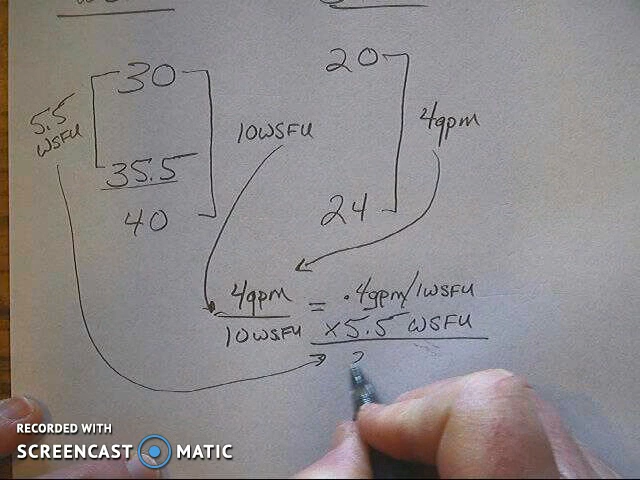 30
20
5.5
WSFU
10WSFU
4gpm
35.5
40
24
4gpm
10WSFU
= .4gpm/1WSFU
x5.5 WSFU
RECORDED WITH
SCREENCAST MATIC